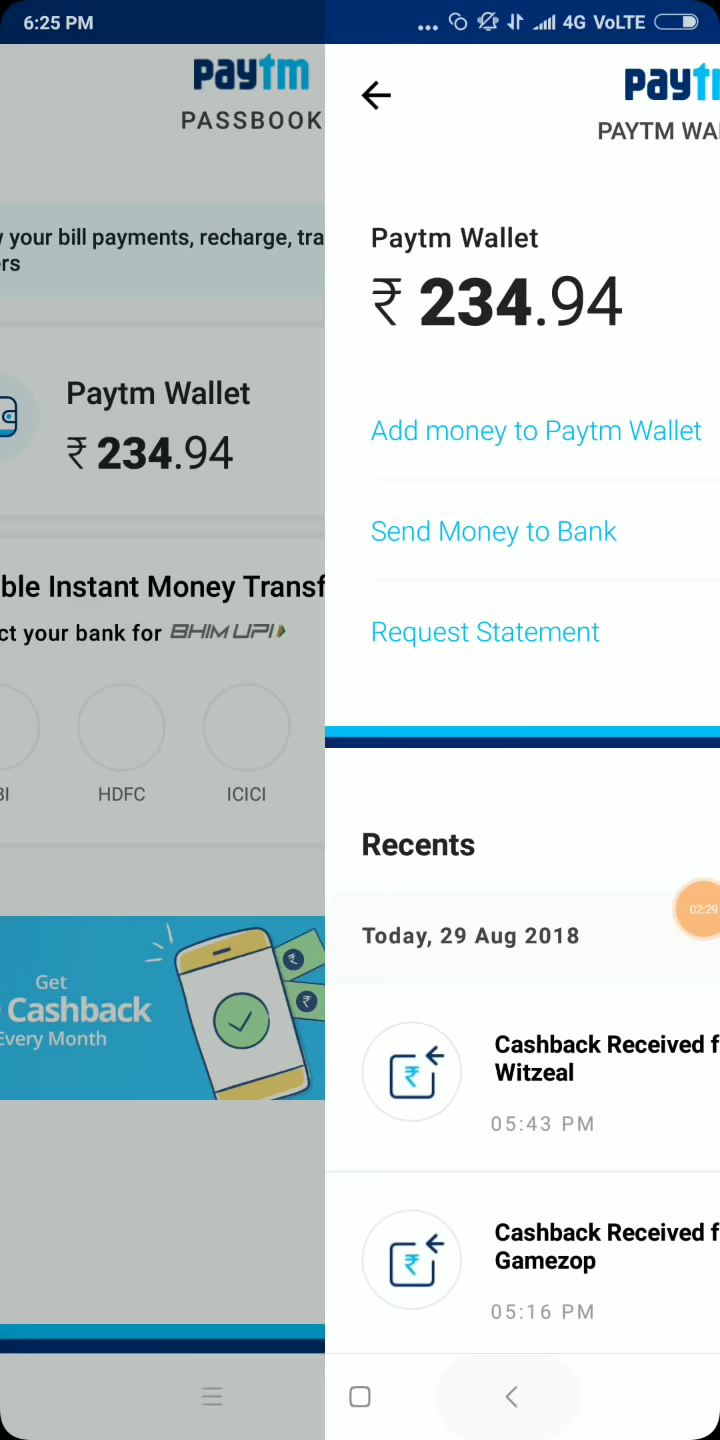 6:25 PM
... 4G VoLTE
paytm
PASSBOOK
your bill payments, recharge, tra
rs
Paytm Wallet
₹ 234.94
ble Instant Money Transf
ct your bank for BHIM UPI
BI
HDFC
ICICI
Get
Cashback
Every Month
₹
₹
paytm
PAYTM WA
Paytm Wallet
₹ 234.94
Add money to Paytm Wallet
Send Money to Bank
Request Statement
Recents
02:29
Today, 29 Aug 2018
₹
Cashback Received f
Witzeal
05:43 PM
₹
Cashback Received f
Gamezop
05:16 PM